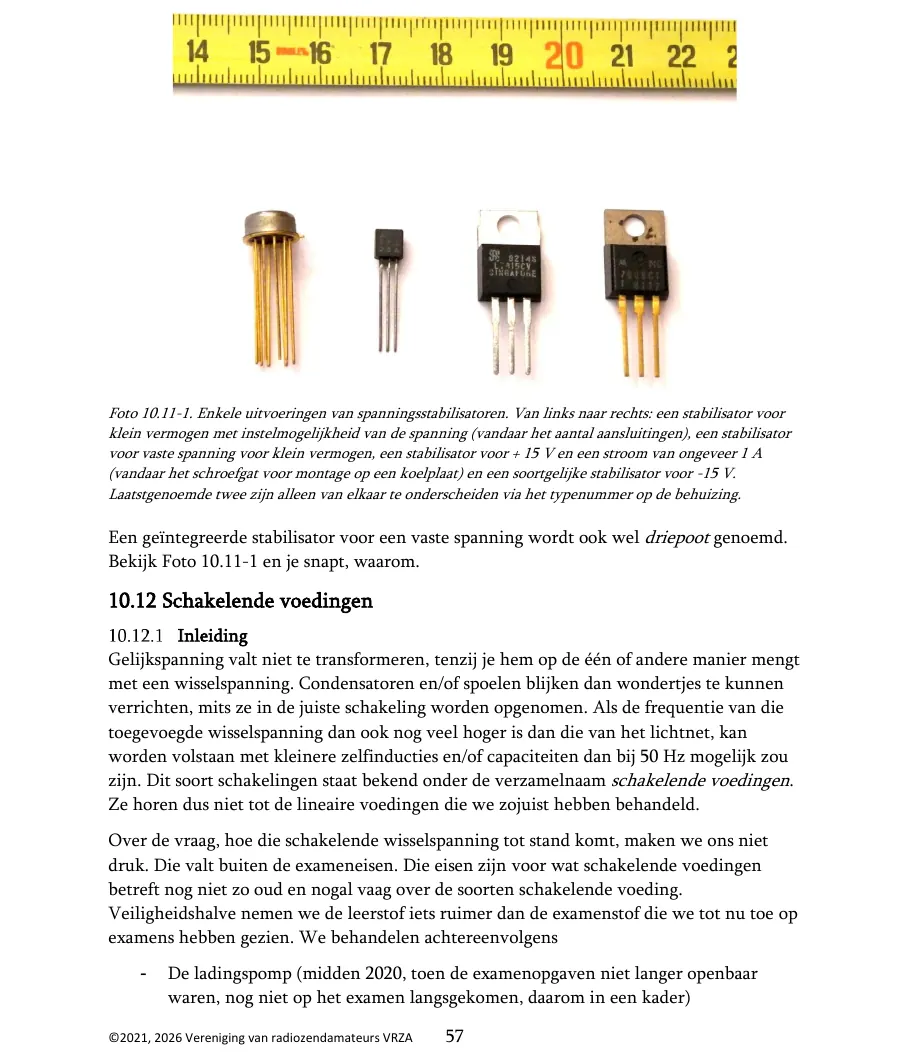 14 15 16 17 18 19 20 21 22 2
9214S
SINGAPORE
Foto 10.11-1. Enkele uitvoeringen van spanningsstabilisatoren. Van links naar rechts: een stabilisator voor
klein vermogen met instelmogelijkheid van de spanning (vandaar het aantal aansluitingen), een stabilisator
voor vaste spanning voor klein vermogen, een stabilisator voor + 15 V en een stroom van ongeveer 1 A
(vandaar het schroefgat voor montage op een koelplaat) en een soortgelijke stabilisator voor -15 V.
Laatstgenoemde twee zijn alleen van elkaar te onderscheiden via het typenummer op de behuizing.
Een geïntegreerde stabilisator voor een vaste spanning wordt ook wel driepoot genoemd.
Bekijk Foto 10.11-1 en je snapt, waarom.
10.12 Schakelende voedingen
10.12.1 Inleiding
Gelijkspanning valt niet te transformeren, tenzij je hem op de één of andere manier mengt
met een wisselspanning. Condensatoren en/of spoelen blijken dan wondertjes te kunnen
verrichten, mits ze in de juiste schakeling worden opgenomen. Als de frequentie van die
toegevoegde wisselspanning dan ook nog veel hoger is dan die van het lichtnet, kan
worden volstaan met kleinere zelfinducties en/of capaciteiten dan bij 50 Hz mogelijk zou
zijn. Dit soort schakelingen staat bekend onder de verzamelnaam schakelende voedingen.
Ze horen dus niet tot de lineaire voedingen die we zojuist hebben behandeld.
Over de vraag, hoe die schakelende wisselspanning tot stand komt, maken we ons niet
druk. Die valt buiten de exameneisen. Die eisen zijn voor wat schakelende voedingen
betreft nog niet zo oud en nogal vaag over de soorten schakelende voeding.
Veiligheidshalve nemen we de leerstof iets ruimer dan de examenstof die we tot nu toe op
examens hebben gezien. We behandelen achtereenvolgens
- De ladingspomp (midden 2020, toen de examenopgaven niet langer openbaar
waren, nog niet op het examen langsgekomen, daarom in een kader)
©2021, 2026 Vereniging van radiozendamateurs VRZA 57